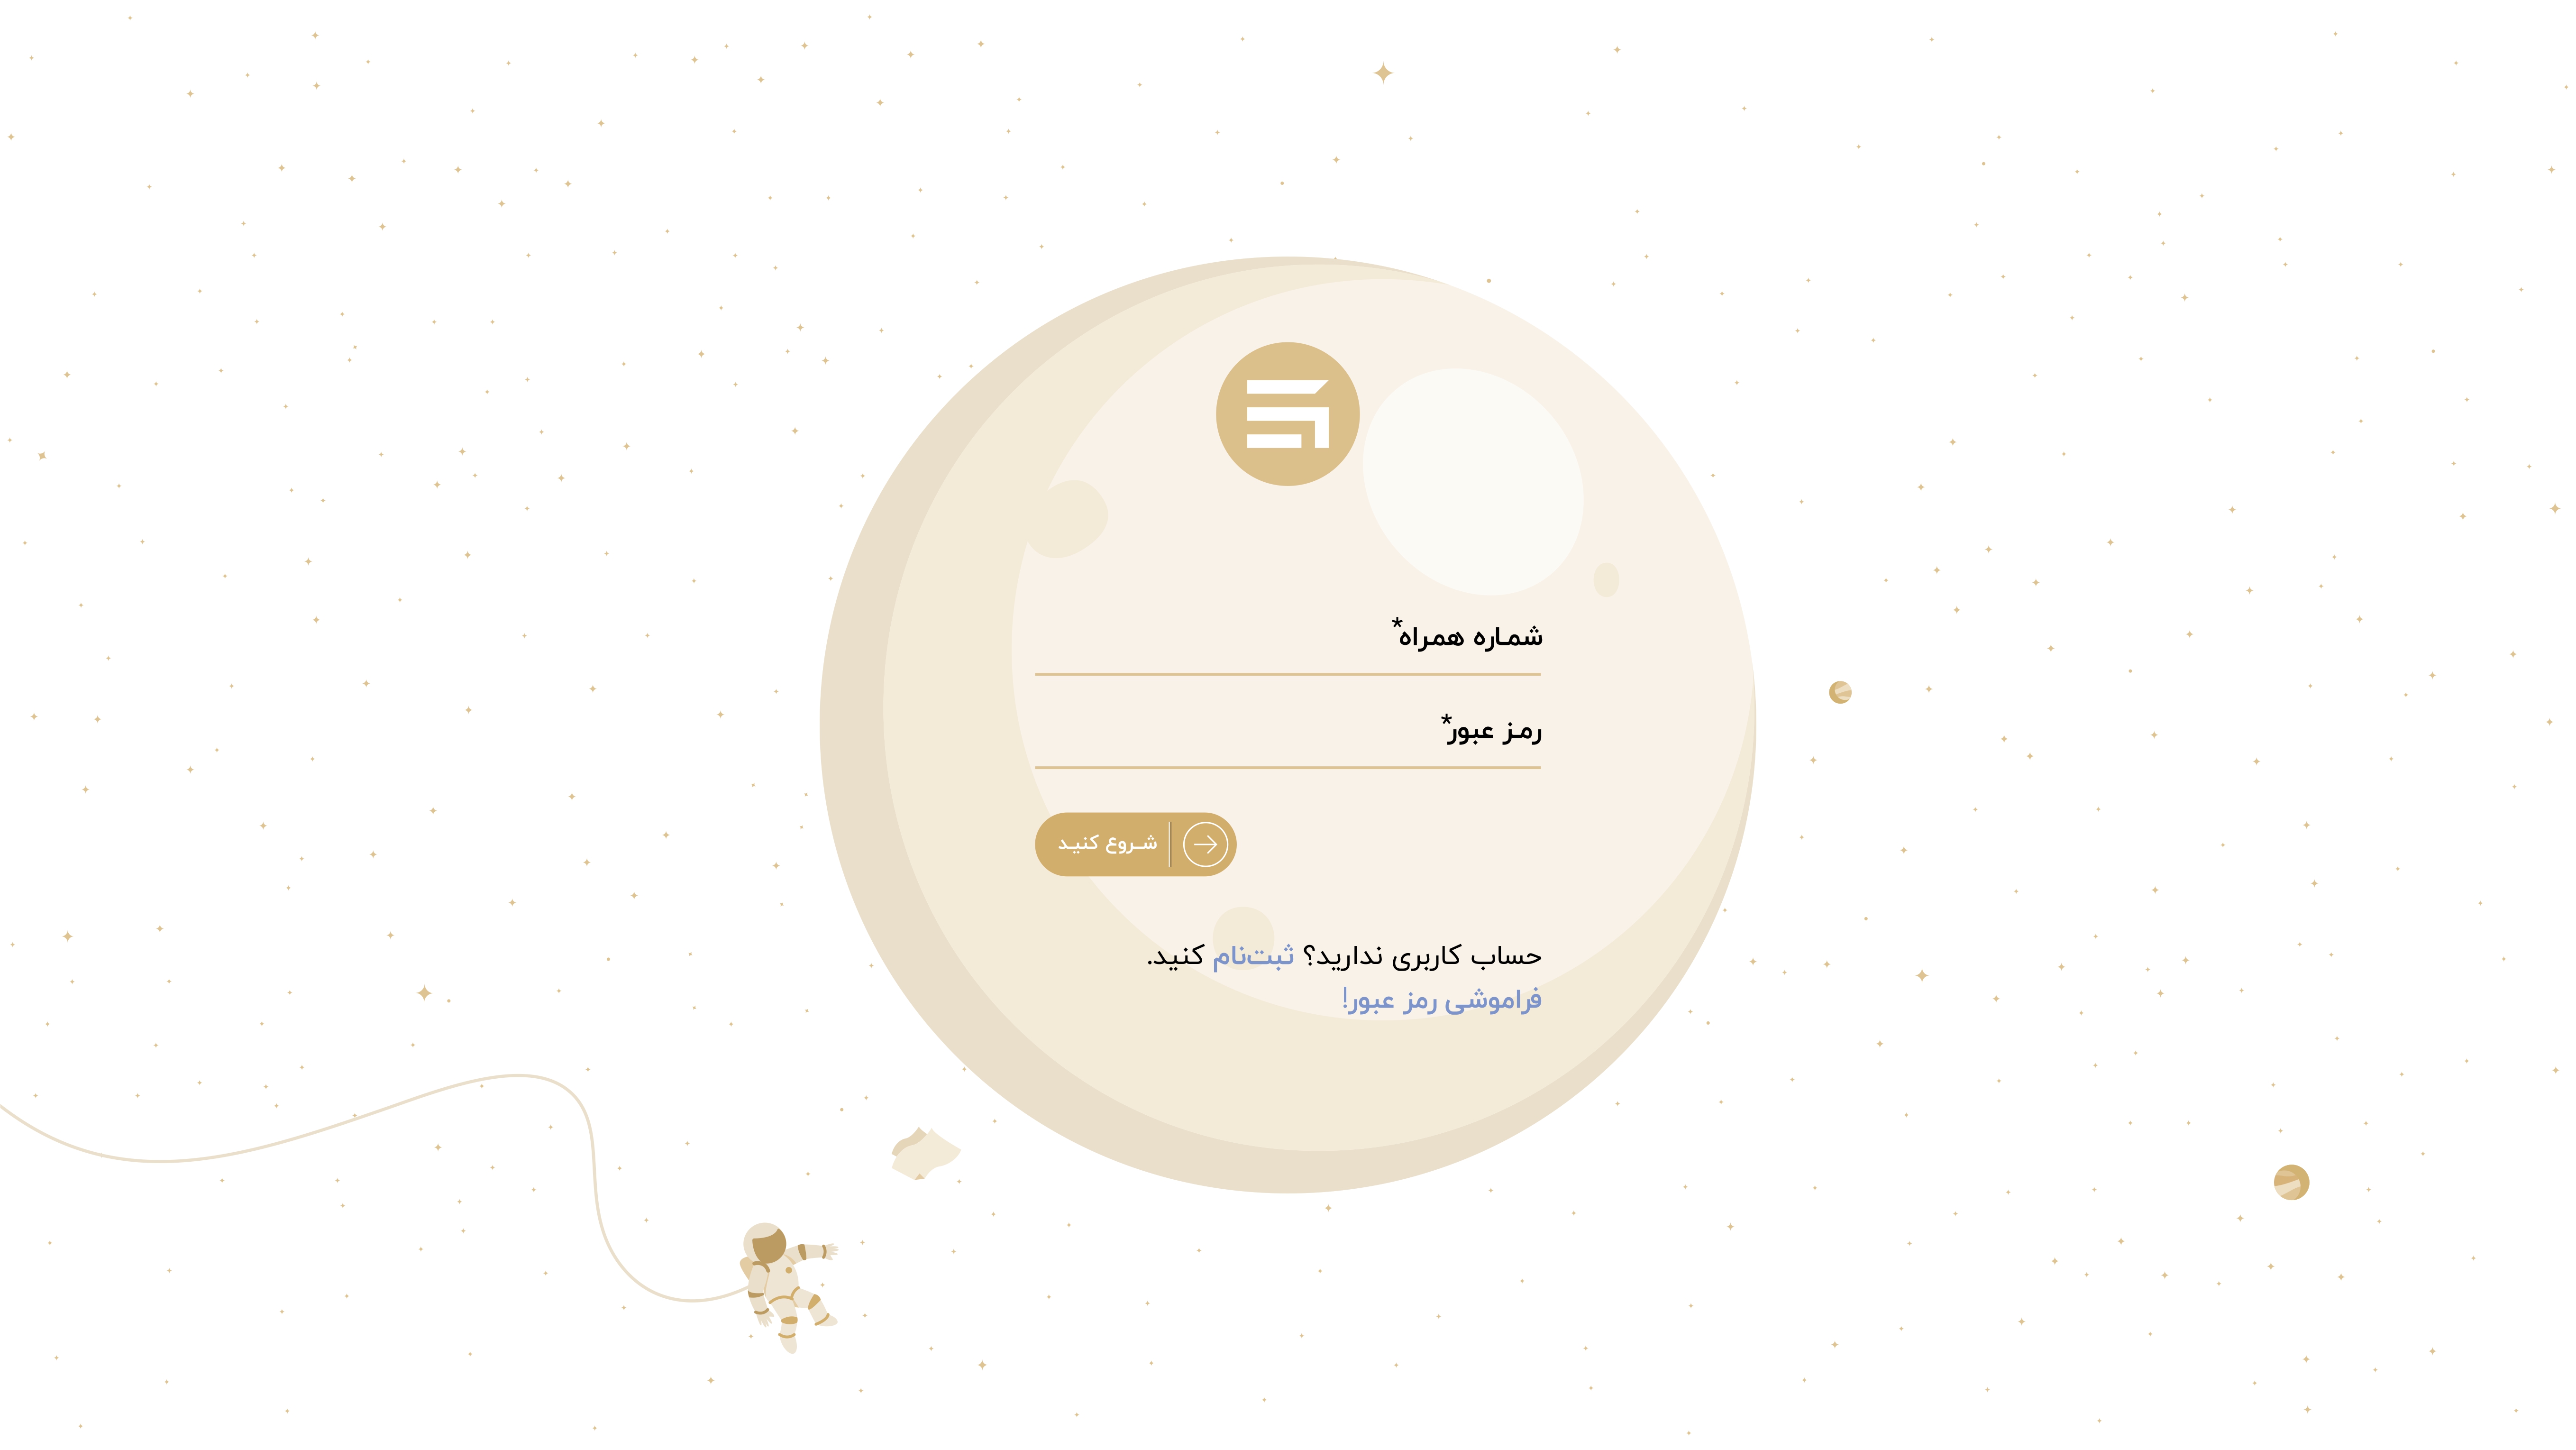 شماره همراه*
رمز عبور*
شروع کنید
حساب کاربری ندارید؟ ثبت‌نام کنید.
فراموشی رمز عبور!